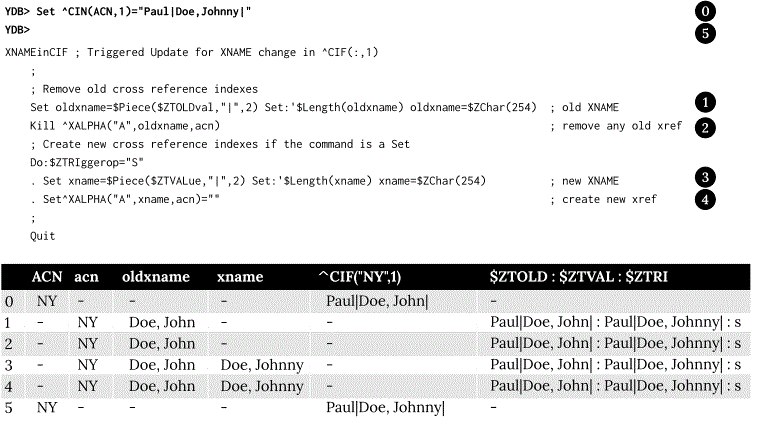 YDB> Set ^CIN(ACN,1)="Paul|Doe,Johnny|" 0
YDB> 5
XNAMEinCIF ; Triggered Update for XNAME change in ^CIF(:,1)
;
; Remove old cross reference indexes
Set oldxname=$Piece($ZTOLDval,"|",2) Set:'$Length(oldxname) oldxname=$ZChar(254) ; old XNAME 1
Kill ^XALPHA("A",oldxname,acn) ; remove any old xref 2
; Create new cross reference indexes if the command is a Set
Do:$ZTRIggerop="S"
. Set xname=$Piece($ZTVALue,"|",2) Set:'$Length(xname) xname=$ZChar(254) ; new XNAME 3
. Set^XALPHA("A",xname,acn)="" ; create new xref 4
;
Quit
ACN acn oldxname xname ^CIF("NY",1) $ZTOLD : $ZTVAL : $ZTRI
0 NY - - - Paul|Doe, John| -
1 - NY Doe, John - - Paul|Doe, John| : Paul|Doe, Johnny| : s
2 - NY Doe, John - - Paul|Doe, John| : Paul|Doe, Johnny| : s
3 - NY Doe, John Doe, Johnny - Paul|Doe, John| : Paul|Doe, Johnny| : s
4 - NY Doe, John Doe, Johnny - Paul|Doe, John| : Paul|Doe, Johnny| : s
5 NY - - - Paul|Doe, Johnny| -